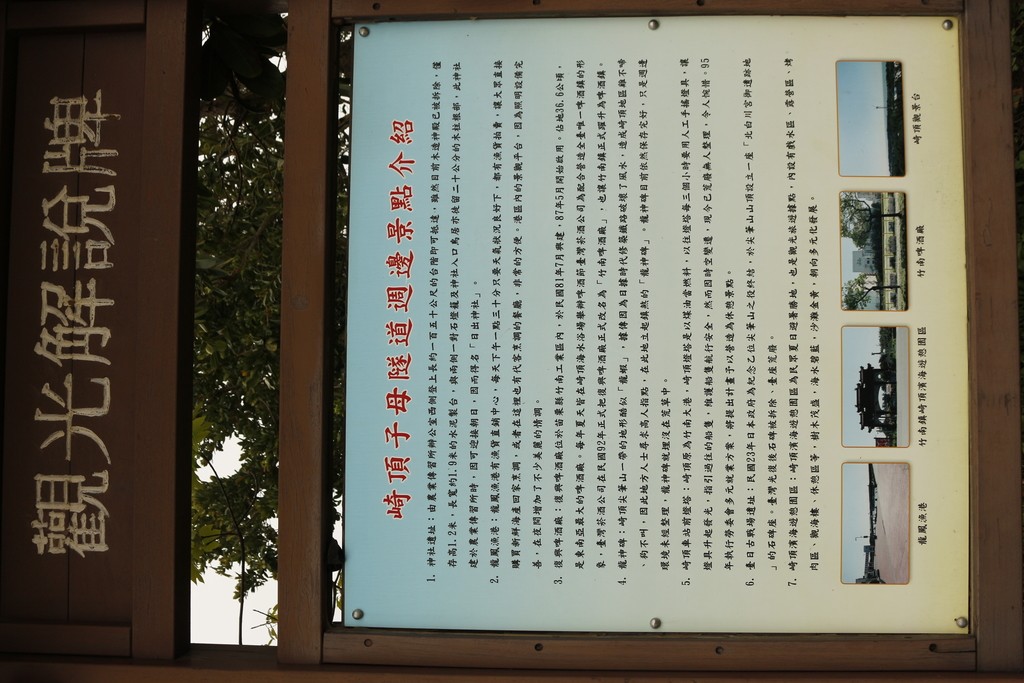 觀光解說牌
崎頂子母隧道週邊景點介紹
1. 神社遺址：由農業傳習所辦公室西側登上長約一百五十公尺的台階即可抵達，雖然目前木造神殿已被拆除，僅
存高1.2米，長寬約1.9米的水泥製台，與兩側一對石燈籠及神社入口鳥居亦徒留二十公分的木柱根部，此神社
建於農業傳習所時，因可迎接朝日，因而得名「日出神社」。
2. 龍鳳漁港：龍鳳漁港有漁貨直銷中心，每天下午一點三十分只要天氣狀況良好下，都有漁貨拍賣，讓大眾直接
購買新鮮海產回家烹調，或者在這裡也有代客烹調的餐廳，非常的方便。港區內的景觀平台，因為照明設備完
善，在夜間增加了不少美麗的情調。
3. 復興啤酒廠：復興啤酒廠位於苗栗縣竹南工業區內，於民國81年7月興建，87年5月開始啟用。佔地36.6公頃，
是東南亞最大的啤酒廠。每年夏天皆在崎頂海水浴場舉辦啤酒節臺灣菸酒公司為配合營造全臺唯一啤酒鎮的形
象，臺灣菸酒公司在民國92年正式把復興啤酒廠正式改名為「竹南啤酒廠」，也讓竹南鎮正式躍升為啤酒鎮。
4. 龍神碑：崎頂尖筆山一帶的地形酷似「龍蝦」，據傳因為日據時代修築鐵路破壞了風水，造成崎頂地區雞不啼
、狗不叫，因此地方人士尋求高人指點，在此地立起鎮煞的「龍神碑」。龍神碑目前依然保存完好，只是週邊
環境未經整理，龍神碑就埋沒在荒草中。
5. 崎頂車站前燈塔：崎頂原為竹南大港，崎頂燈塔是以煤油當燃料，以往燈塔每三個小時要用人工手搖燈具，讓
燈具升起發光，指引過往的船隻，維護船隻航行安全，然而因時空變遷，現今已荒廢無人整理，令人惋惜。95
年執行勞委會多元就業方案，將提出計畫予以營造為休憩景點。
6. 臺日古戰場遺址：民國23年日本政府為紀念乙位尖筆山之役終結，於尖筆山山頂設立一座「北白川宮御遺跡地
」的石碑座。臺灣光復後石碑被拆除、臺座荒廢。
7. 崎頂濱海遊憩園區：崎頂濱海遊憩園區為民眾夏日避暑勝地，也是觀光旅遊據點，內設有戲水區、露營區、烤
肉區、觀海樓、休憩區等，樹木茂盛，海水碧藍，沙灘金黃，朝向多元化發展。
龍鳳漁港
竹南鎮崎頂濱海遊憩園區
竹南啤酒廠
崎頂觀景台